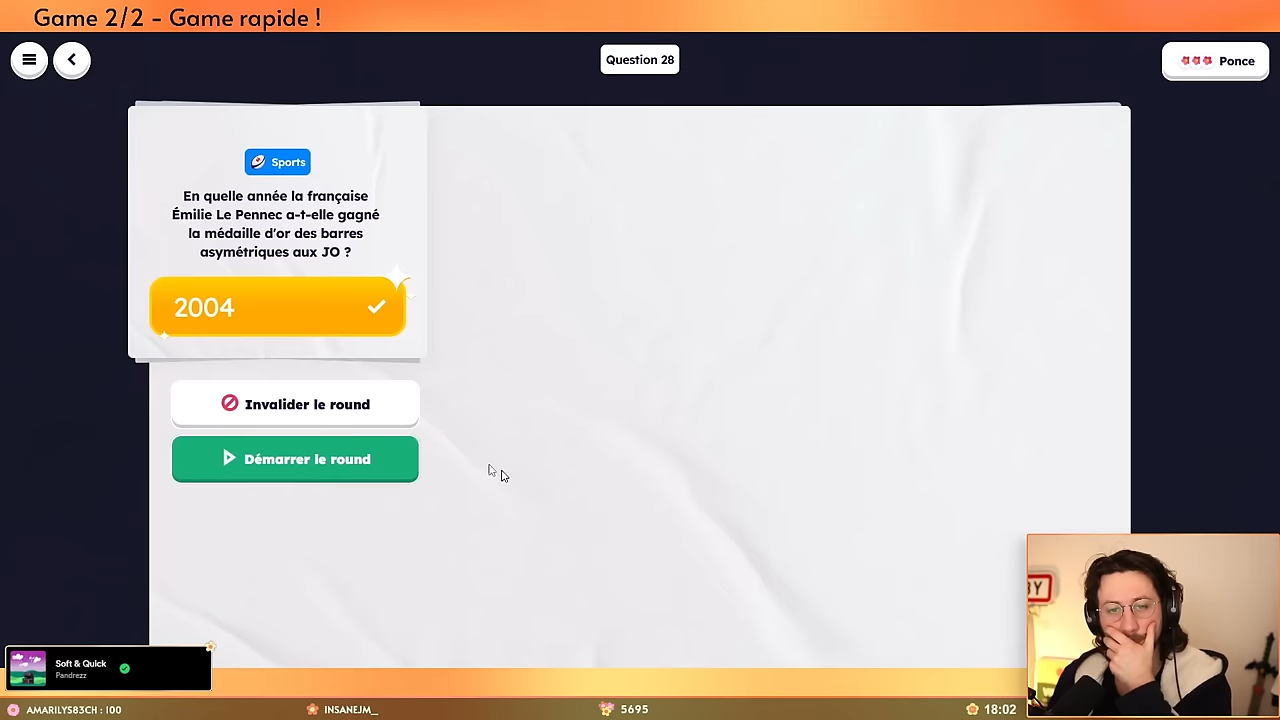 Game 2/2 - Game rapide !
Question 28
Ponce
Sports
En quelle année la française
Émilie Le Pennec a-t-elle gagné
la médaille d'or des barres
asymétriques aux JO ?
2004
Invalider le round
Démarrer le round
BY
Soft & Quick
Pandrezz
AMARILYS83CH : 100
INSANEJM_
5695
18:02